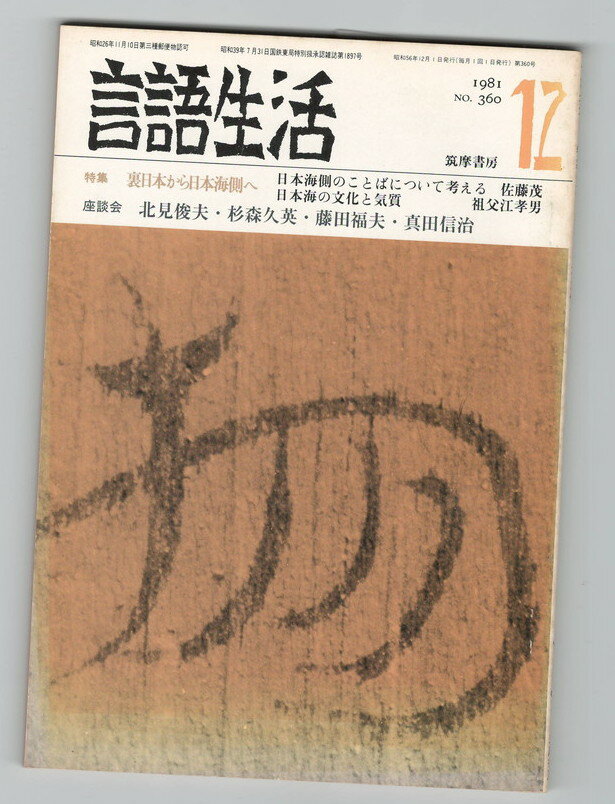 昭和26年11月10日第三種郵便物認可 昭和39年7月31日国鉄東局特別扱承認雑誌第1897号 昭和56年12月1日発行(毎月1回1日発行) 第360号
言語生活
1981
NO. 360
12
筑摩書房
特集 裏日本から日本海側へ
日本海側のことばについて考える 佐藤茂
日本海の文化と気質 祖父江孝男
座談会 北見俊夫・杉森久英・藤田福夫・真田信治